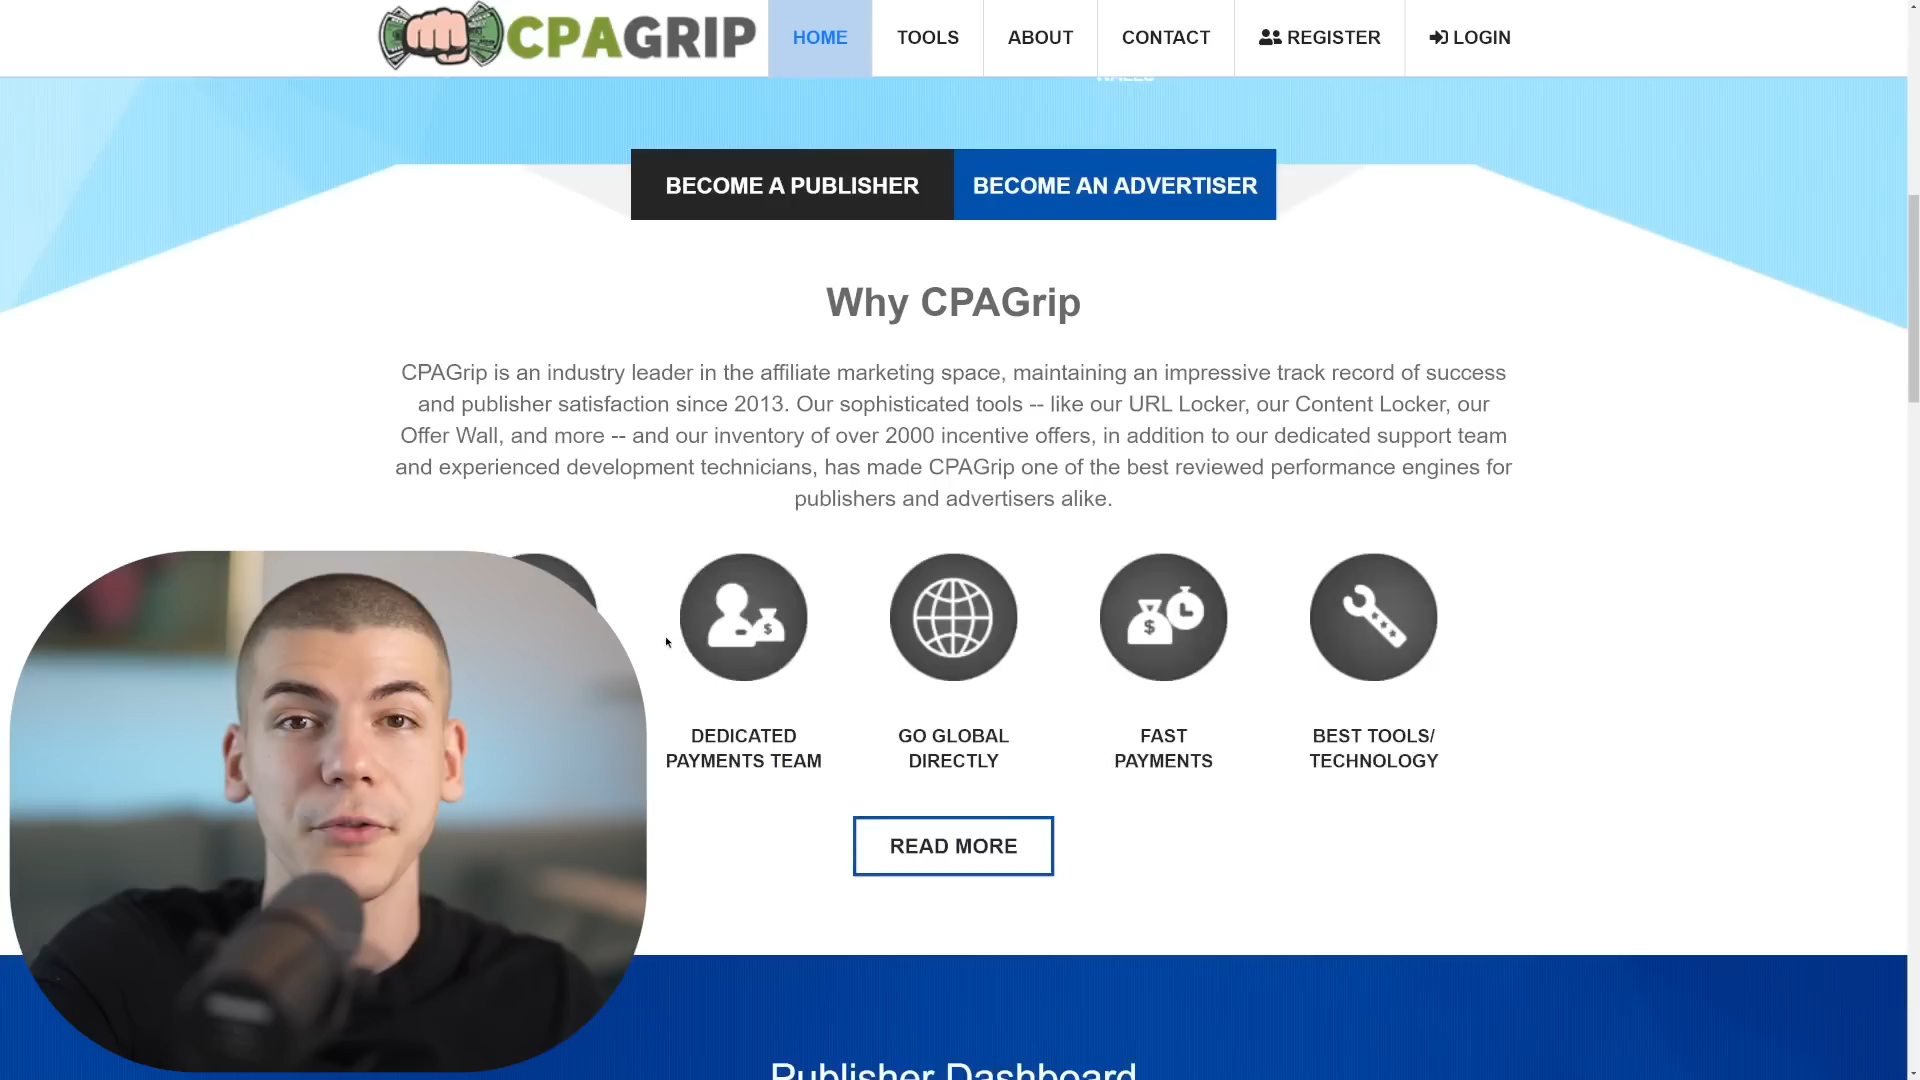 CPAGRIP
HOME
TOOLS
ABOUT
CONTACT
REGISTER
LOGIN
BECOME A PUBLISHER
BECOME AN ADVERTISER
Why CPAGrip
CPAGrip is an industry leader in the affiliate marketing space, maintaining an impressive track record of success
and publisher satisfaction since 2013. Our sophisticated tools -- like our URL Locker, our Content Locker, our
Offer Wall, and more -- and our inventory of over 2000 incentive offers, in addition to our dedicated support team
and experienced development technicians, has made CPAGrip one of the best reviewed performance engines for
publishers and advertisers alike.
DEDICATED
PAYMENTS TEAM
GO GLOBAL
DIRECTLY
FAST
PAYMENTS
BEST TOOLS/
TECHNOLOGY
READ MORE
Publisher Dashboard